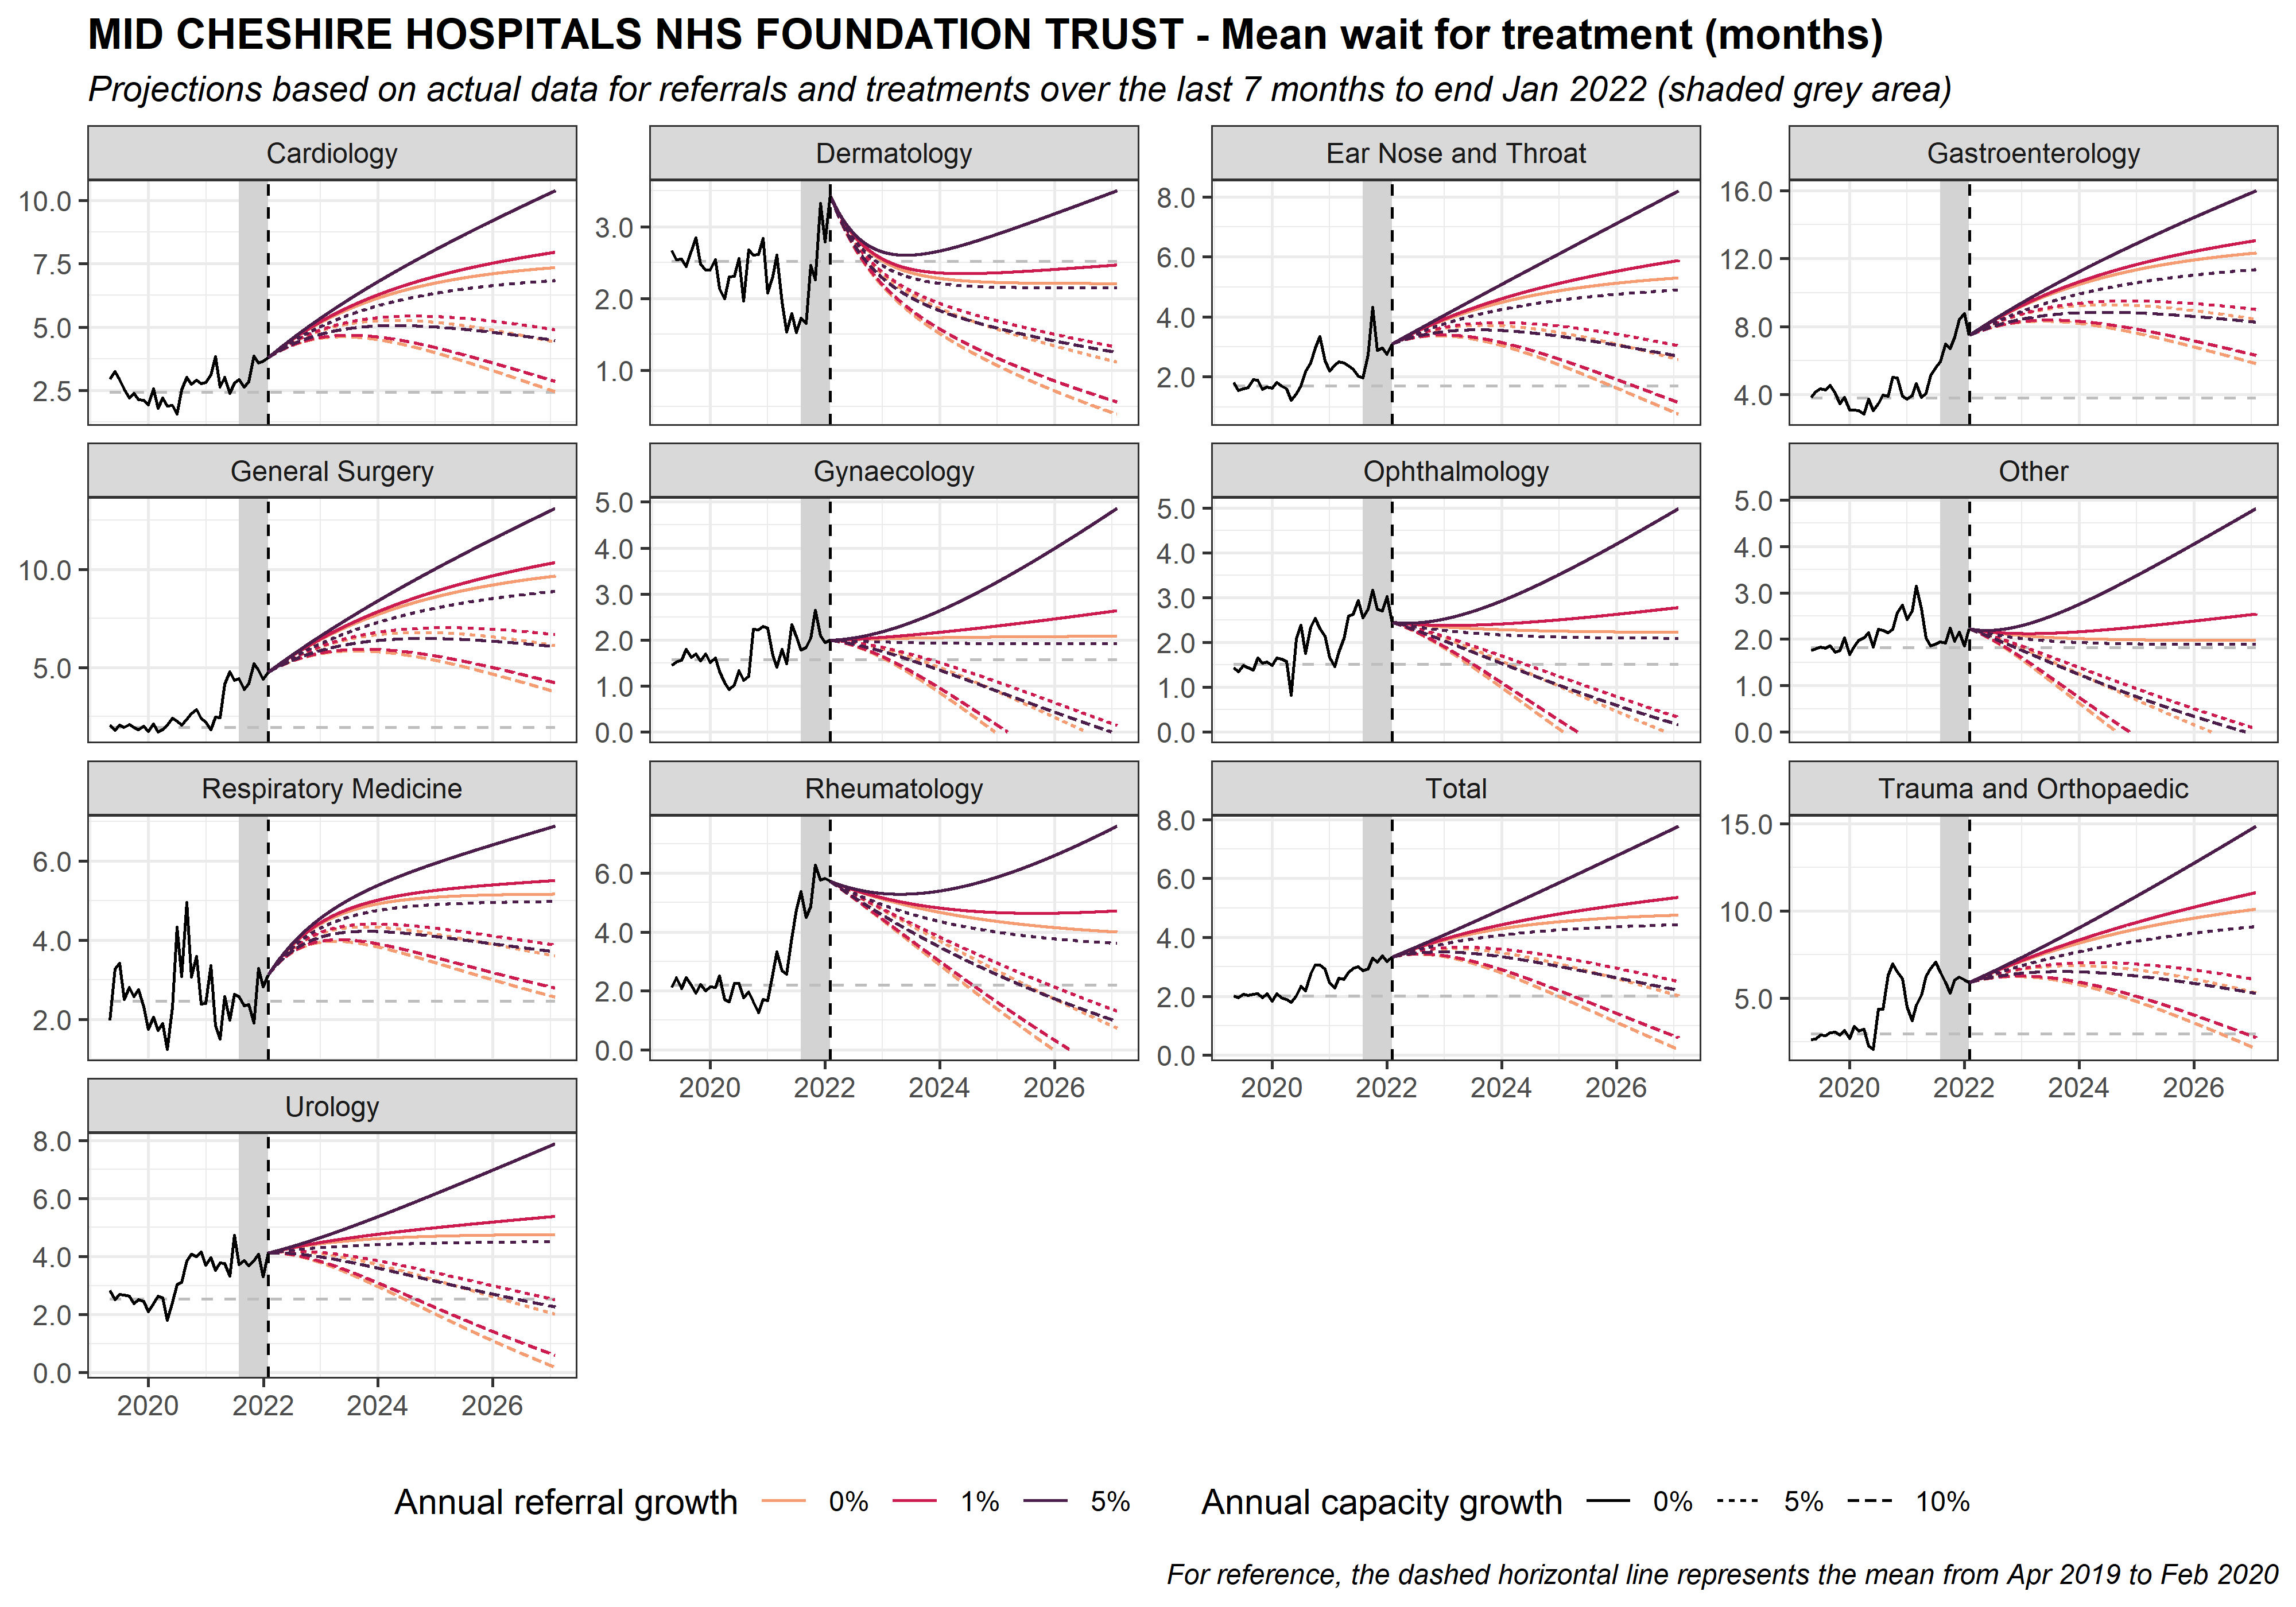 MID CHESHIRE HOSPITALS NHS FOUNDATION TRUST - Mean wait for treatment (months)
Projections based on actual data for referrals and treatments over the last 7 months to end Jan 2022 (shaded grey area)
Cardiology
Dermatology
Ear Nose and Throat
Gastroenterology
10.0
7.5
5.0
2.5
3.0
2.0
1.0
8.0
6.0
4.0
2.0
16.0
12.0
8.0
4.0
General Surgery
Gynaecology
Ophthalmology
Other
10.0
5.0
5.0
4.0
3.0
2.0
1.0
0.0
5.0
4.0
3.0
2.0
1.0
0.0
5.0
4.0
3.0
2.0
1.0
0.0
Respiratory Medicine
Rheumatology
Total
Trauma and Orthopaedic
6.0
4.0
2.0
6.0
4.0
2.0
0.0
8.0
6.0
4.0
2.0
0.0
15.0
10.0
5.0
2020 2022 2024 2026
2020 2022 2024 2026
2020 2022 2024 2026
Urology
8.0
6.0
4.0
2.0
0.0
2020 2022 2024 2026
Annual referral growth 0% 1% 5%
Annual capacity growth 0% 5% 10%
For reference, the dashed horizontal line represents the mean from Apr 2019 to Feb 2020